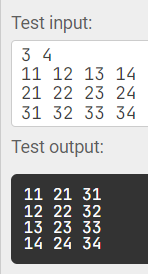 Test input:
3 4
11 12 13 14
21 22 23 24
31 32 33 34
Test output:
11 21 31
12 22 32
13 23 33
14 24 34